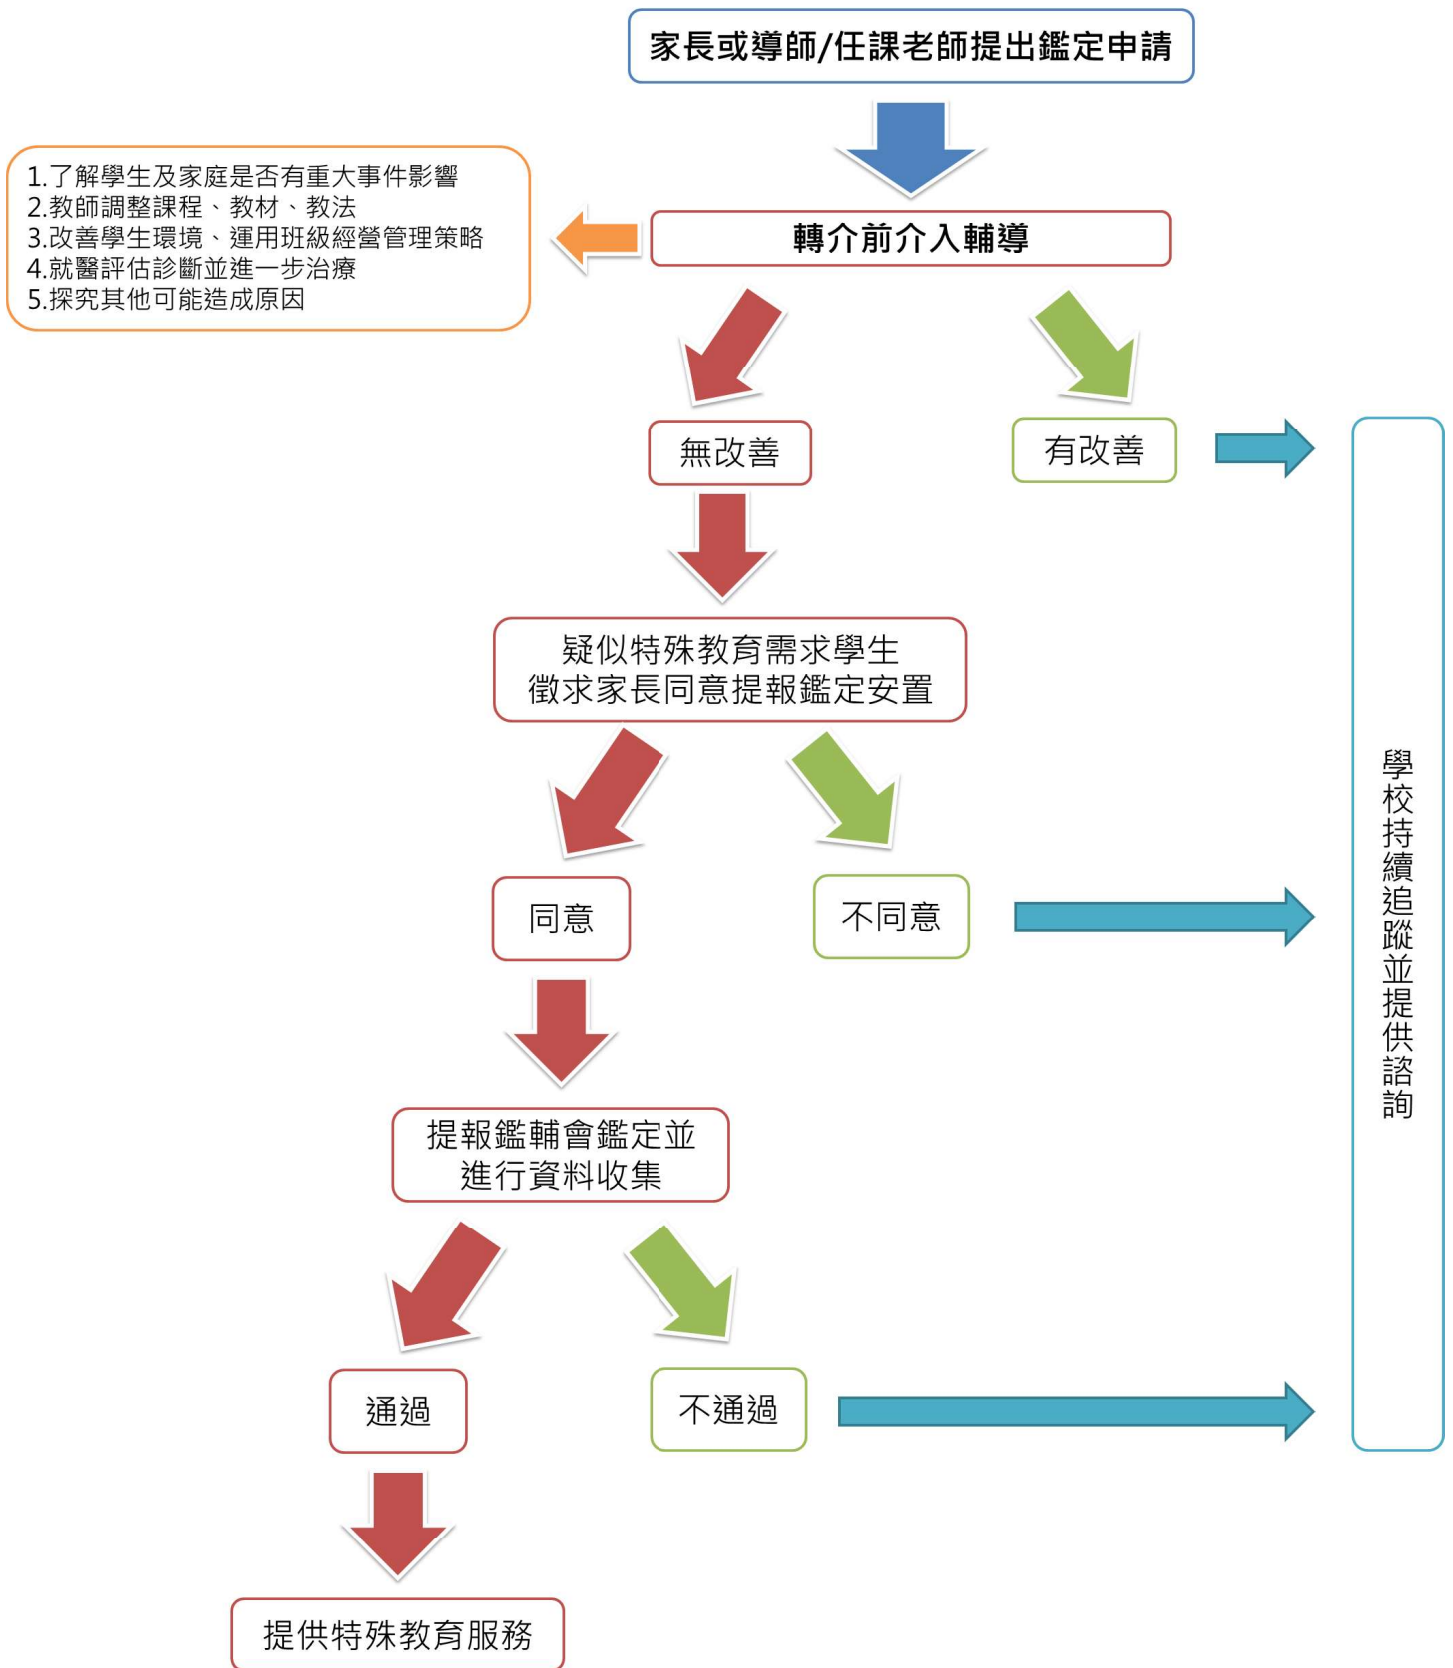 家長或導師/任課老師提出鑑定申請
1.了解學生及家庭是否有重大事件影響
2.教師調整課程、教材、教法
3.改善學生環境、運用班級經營管理策略
4.就醫評估診斷並進一步治療
5.探究其他可能造成原因
轉介前介入輔導
無改善
有改善
疑似特殊教育需求學生
徵求家長同意提報鑑定安置
同意
不同意
提報鑑輔會鑑定並
進行資料收集
通過
不通過
提供特殊教育服務
學校持續追蹤並提供諮詢